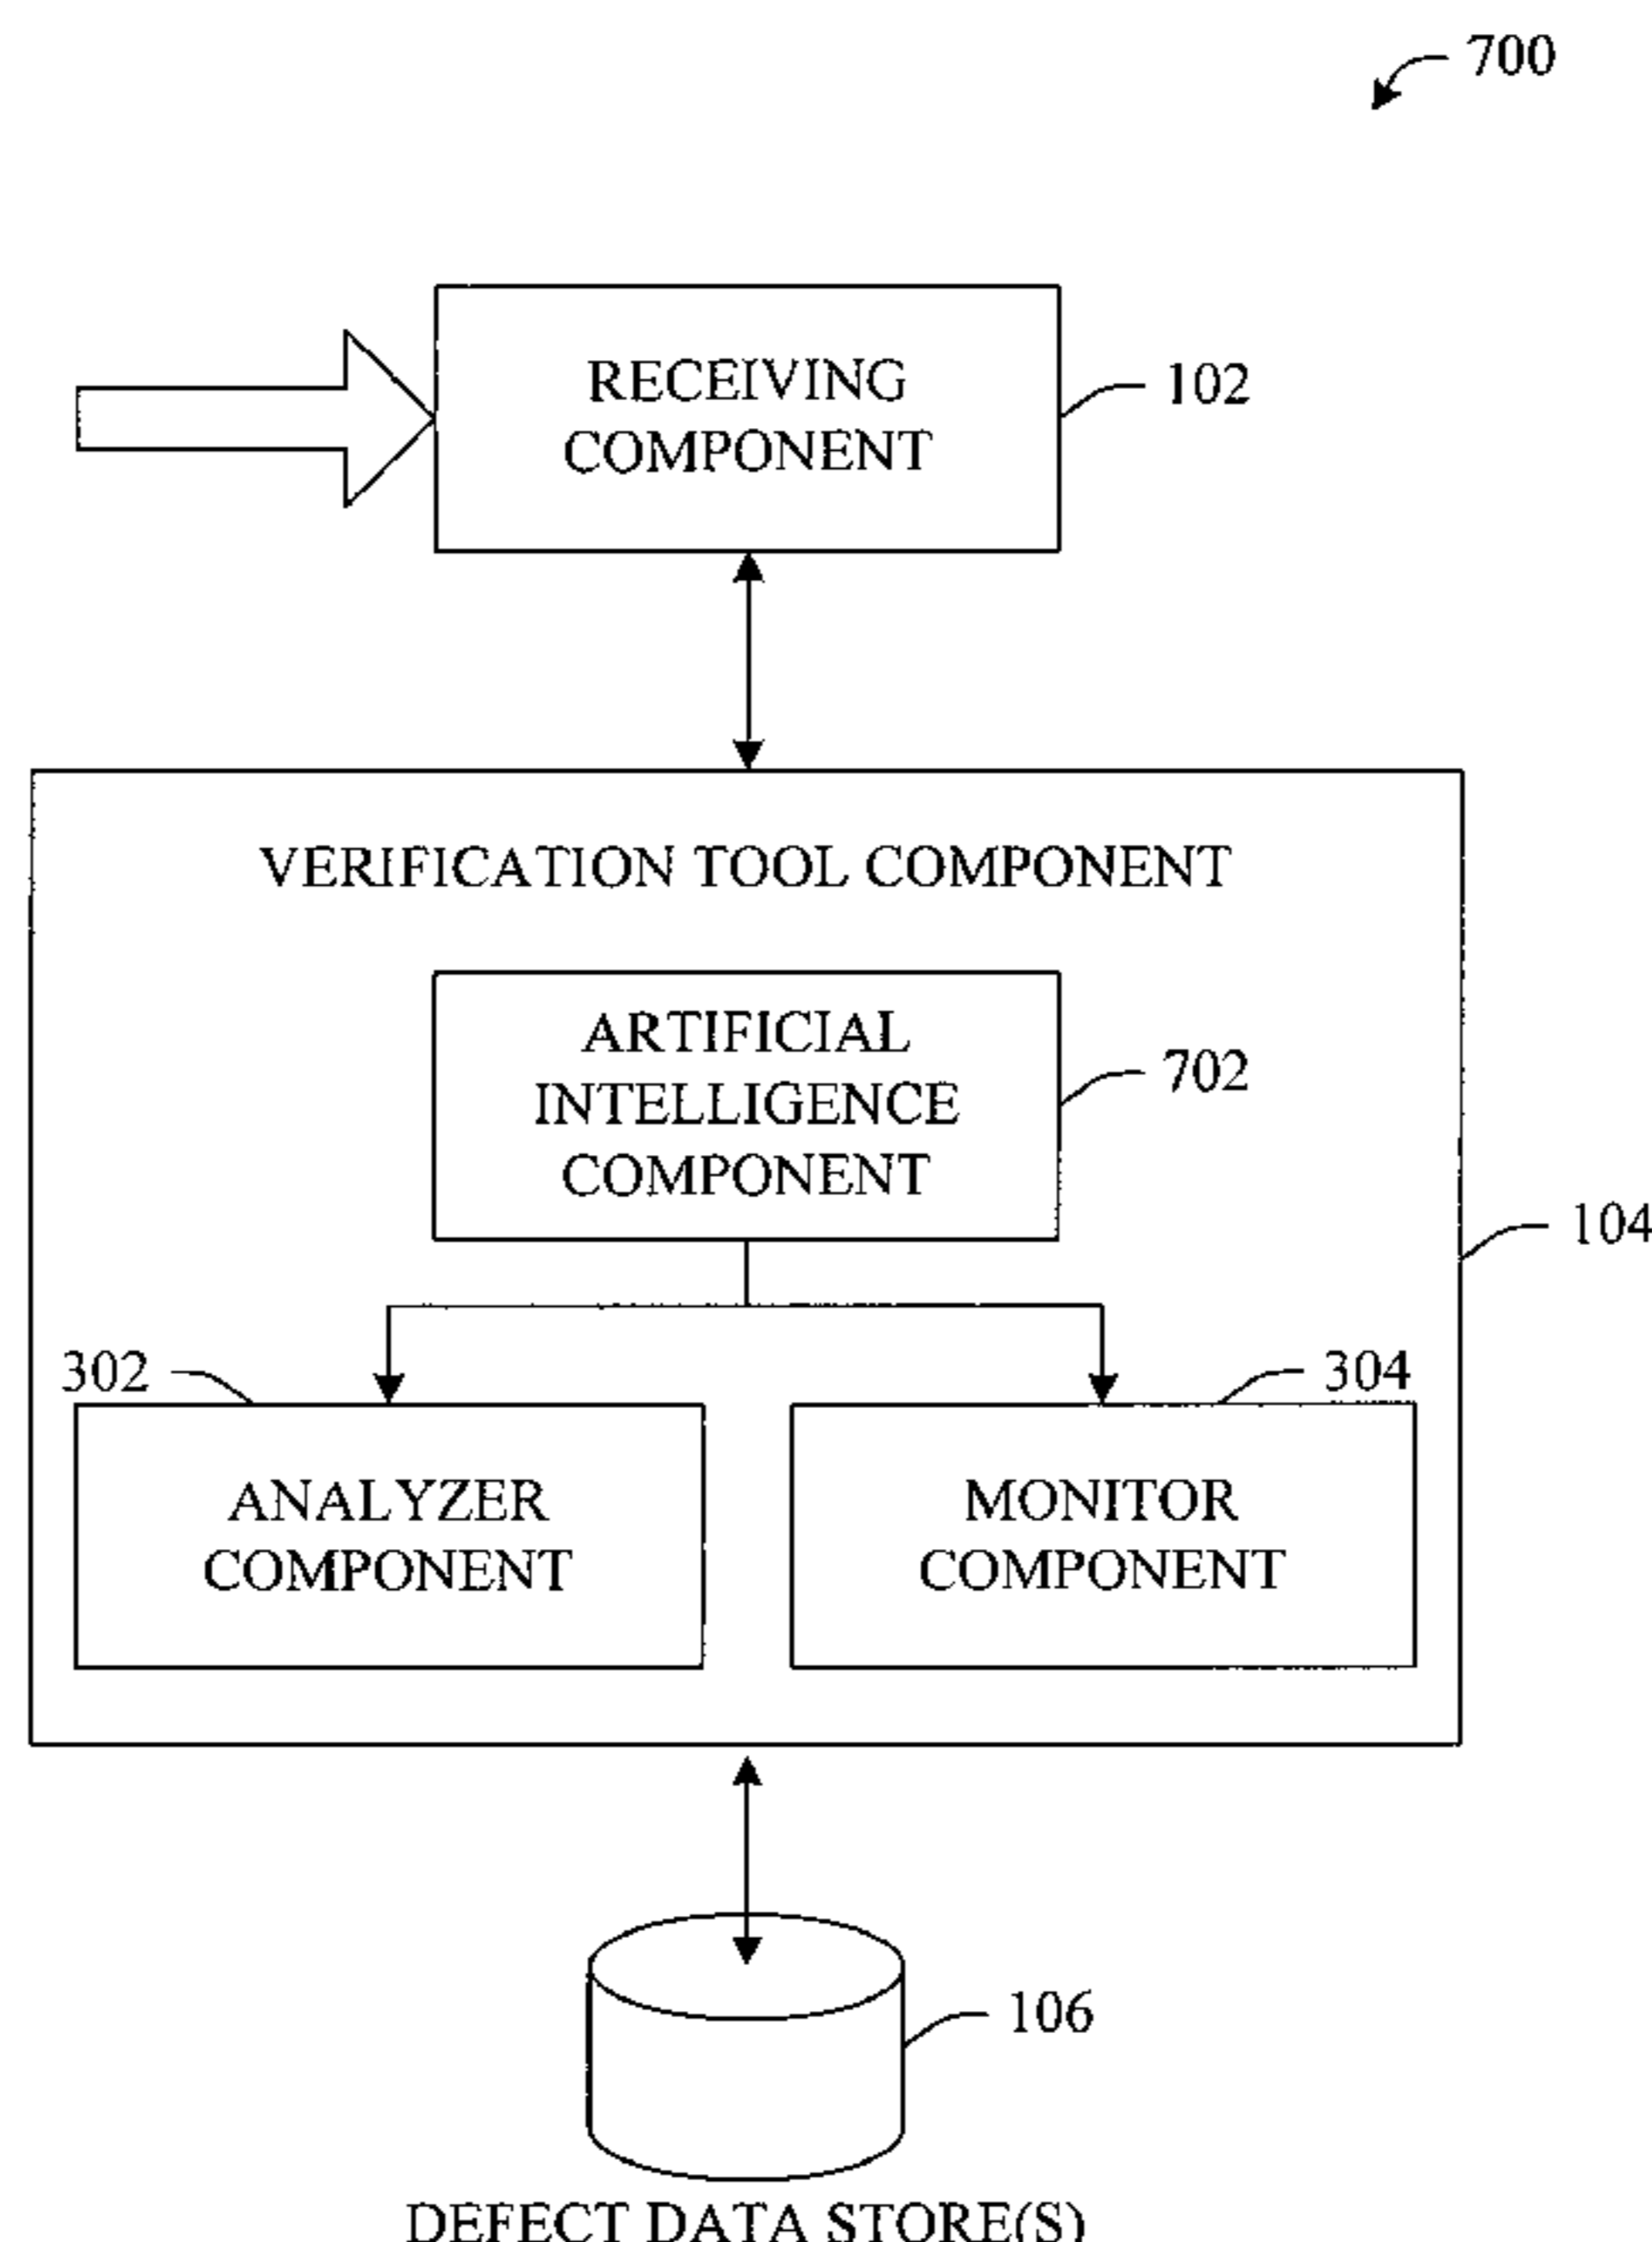 700
RECEIVING
COMPONENT
102
VERIFICATION TOOL COMPONENT
ARTIFICIAL
INTELLIGENCE
COMPONENT
702
104
302
304
ANALYZER
COMPONENT
MONITOR
COMPONENT
106
DEFECT DATA STORE(S)